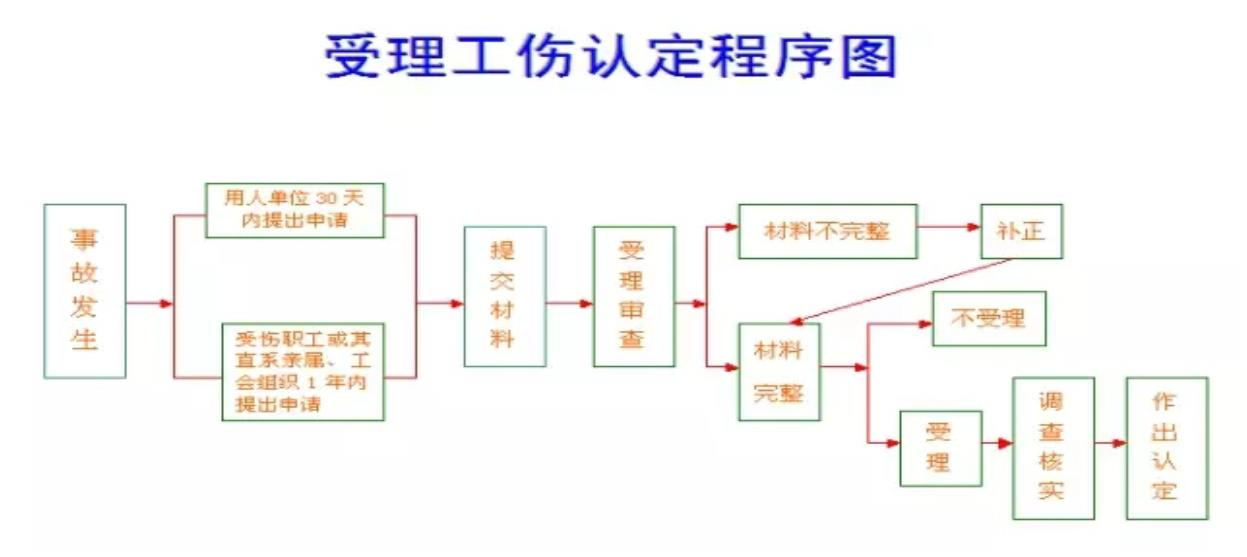 受理工伤认定程序图
事故发生
用人单位 30 天
内提出申请
受伤职工或其
直系亲属、工
会组织 1 年内
提出申请
提交材料
受理审查
材料不完整
补正
材料
完整
不受理
受理
调查核实
作出认定